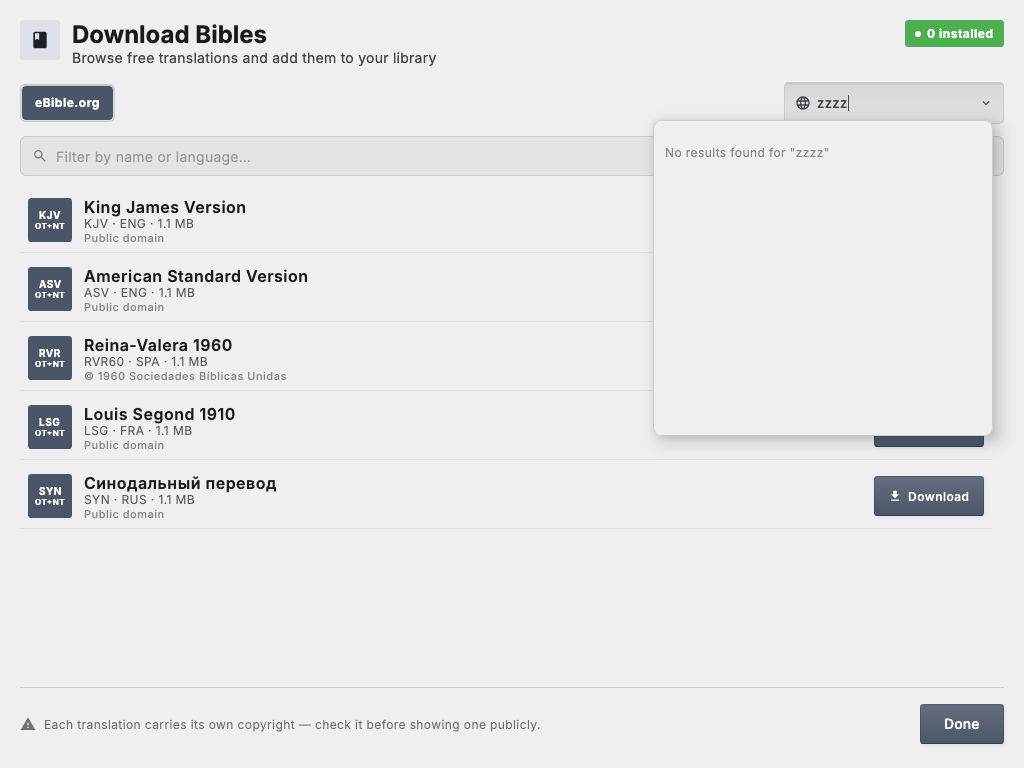 Download Bibles
Browse free translations and add them to your library
0 installed
eBible.org
zzzz
Filter by name or language...
No results found for "zzzz"
KJV
OT+NT
King James Version
KJV · ENG · 1.1 MB
Public domain
ASV
OT+NT
American Standard Version
ASV · ENG · 1.1 MB
Public domain
RVR
OT+NT
Reina-Valera 1960
RVR60 · SPA · 1.1 MB
© 1960 Sociedades Bíblicas Unidas
LSG
OT+NT
Louis Segond 1910
LSG · FRA · 1.1 MB
Public domain
SYN
OT+NT
Синодальный перевод
SYN · RUS · 1.1 MB
Public domain
Download
Each translation carries its own copyright — check it before showing one publicly.
Done